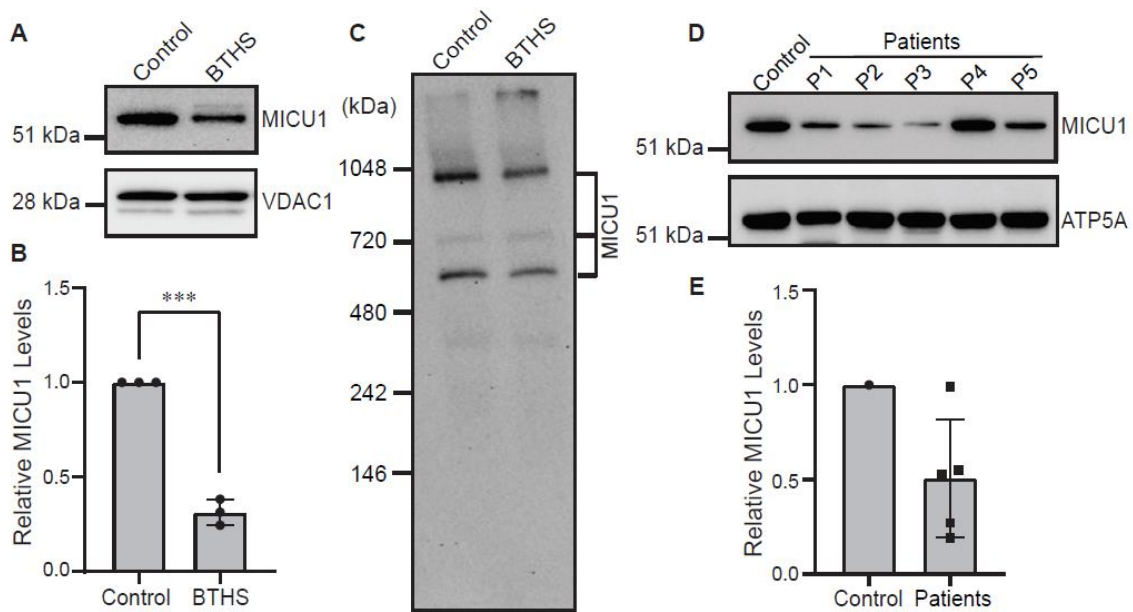 A
Control
BTHS
MICU1
51 kDa
VDAC1
28 kDa
B
1.5
***
1.0
0.5
0.0
Relative MICU1 Levels
Control
BTHS
C
Control
BTHS
(kDa)
1048
720
480
242
146
MICU1
D
Control
Patients
P1
P2
P3
P4
P5
MICU1
51 kDa
ATP5A
51 kDa
E
1.5
1.0
0.5
0.0
Relative MICU1 Levels
Control
Patients